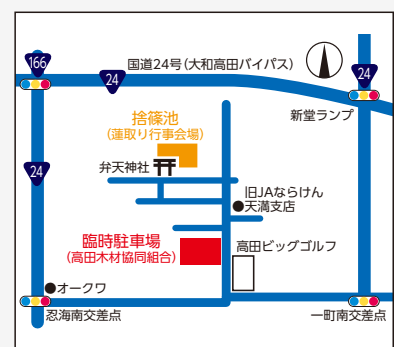 166
国道24号(大和高田バイパス)
24
24
新堂ランプ
捨篠池
(蓮取り行事会場)
弁天神社
24
旧JAならけん
●天満支店
臨時駐車場
(高田木材協同組合)
高田ビッグゴルフ
●オークワ
忍海南交差点
一町南交差点